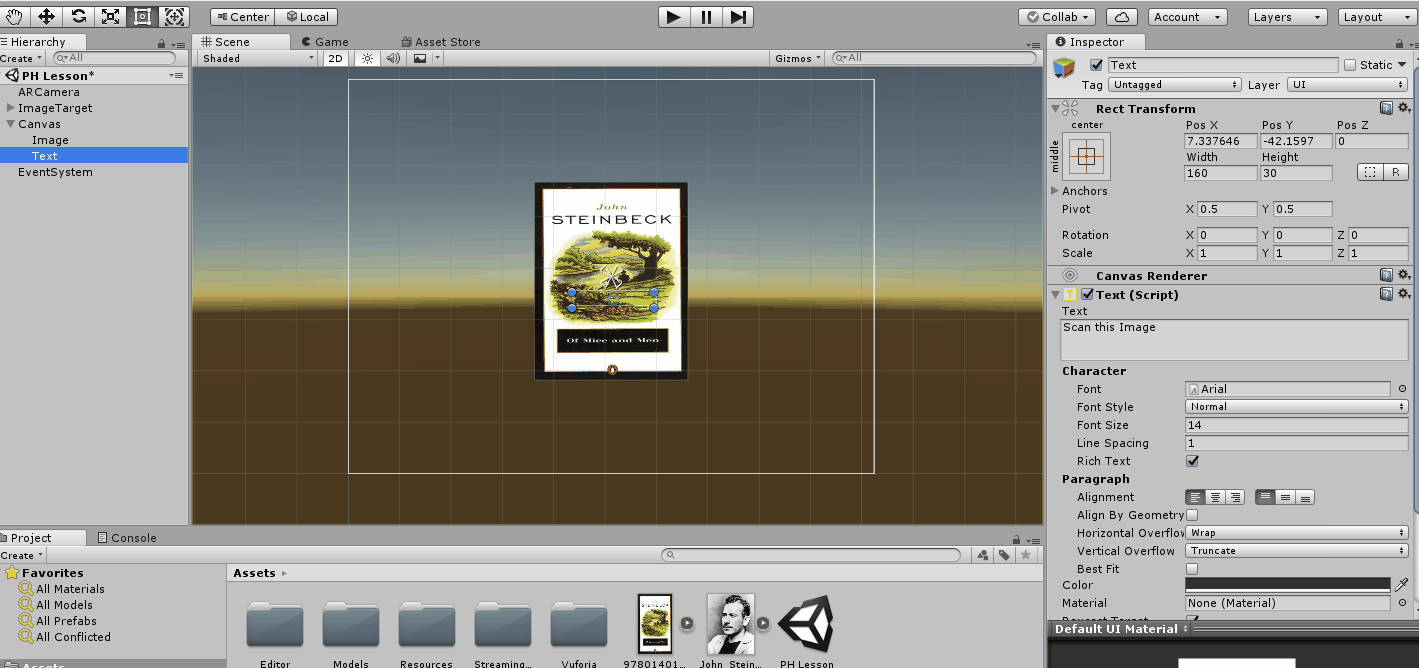 Center Local Collab Account Layers Layout
Hierarchy
Create All
PH Lesson*
ARCamera
ImageTarget
Canvas
Image
Text
EventSystem
Scene Game Asset Store
Shaded 2D Gizmos All
John
STEINBECK
Of Mice and Men
Inspector
Text Static
Tag Untagged Layer UI
Rect Transform
center Pos X Pos Y Pos Z
middle 7.337646 -42.1597 0
Width Height
160 30 R
Anchors
Pivot X 0.5 Y 0.5
Rotation X 0 Y 0 Z 0
Scale X 1 Y 1 Z 1
Canvas Renderer
Text (Script)
Text
Scan this Image
Character
Font Arial
Font Style Normal
Font Size 14
Line Spacing 1
Rich Text
Paragraph
Alignment
Align By Geometry
Horizontal Overflow Wrap
Vertical Overflow Truncate
Best Fit
Color
Material None (Material)
Default UI Material
Project Console
Create
Favorites
All Materials
All Models
All Prefabs
All Conflicted
Assets
Assets
Editor Models Resources Streaming... Vuforia 97801401... John_Stein... PH Lesson